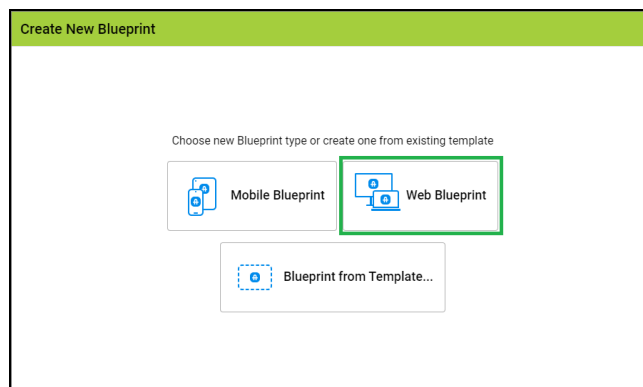 Create New Blueprint
Choose new Blueprint type or create one from existing template
Mobile Blueprint
Web Blueprint
Blueprint from Template...